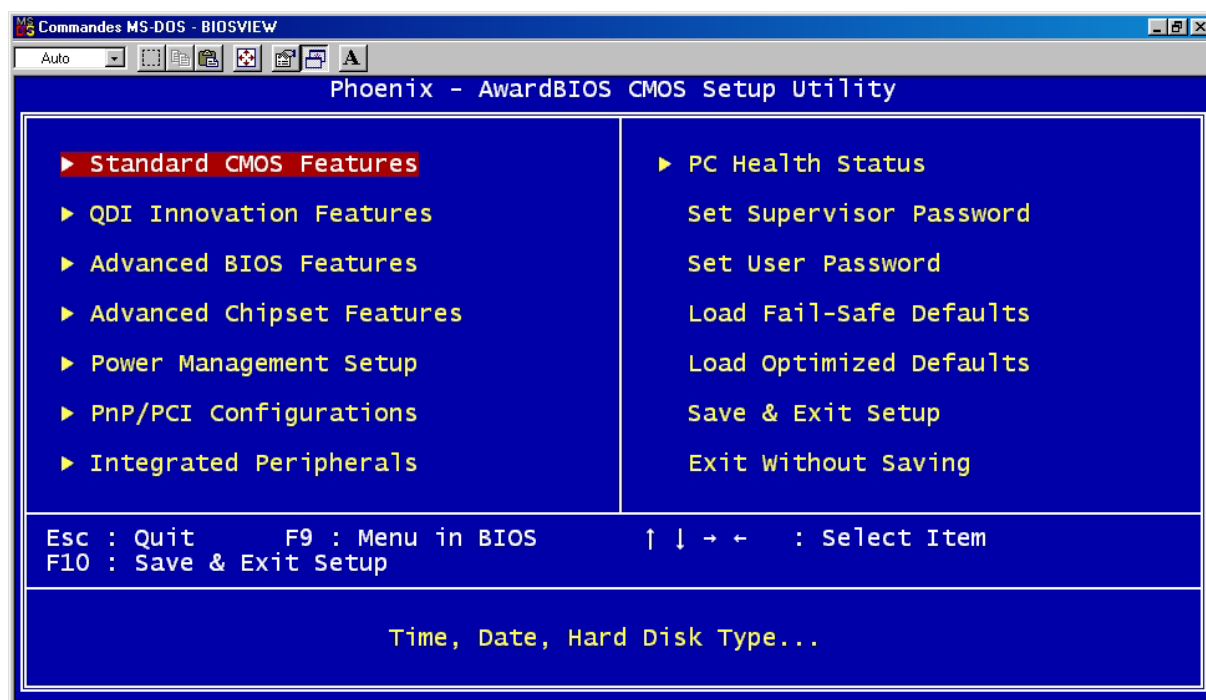 Commandes MS-DOS - BIOSVIEW
Auto
A
Phoenix - AwardBIOS CMOS Setup Utility
Standard CMOS Features
QDI Innovation Features
Advanced BIOS Features
Advanced Chipset Features
Power Management Setup
PnP/PCI Configurations
Integrated Peripherals
PC Health Status
Set Supervisor Password
Set User Password
Load Fail-Safe Defaults
Load Optimized Defaults
Save & Exit Setup
Exit Without Saving
Esc : Quit F9 : Menu in BIOS ↑ ↓ → ← : Select Item
F10 : Save & Exit Setup
Time, Date, Hard Disk Type...